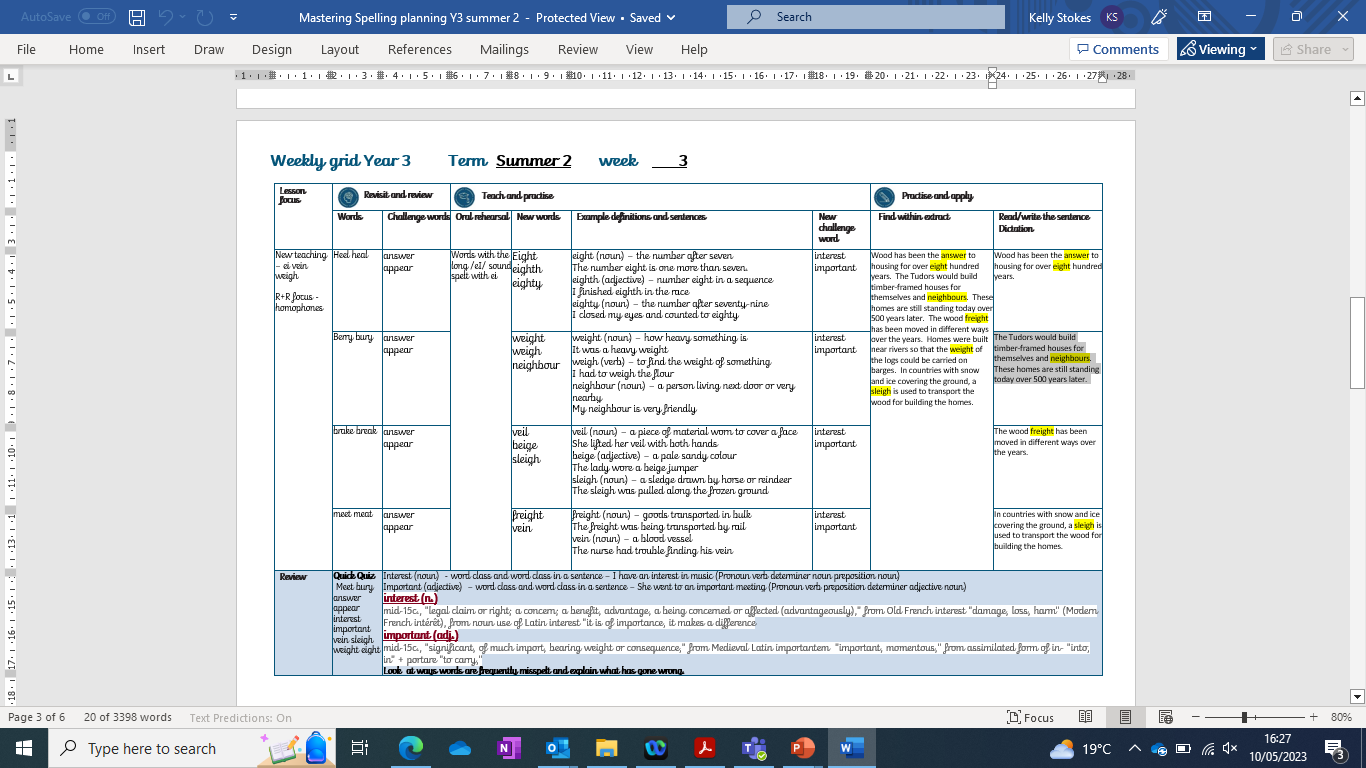 AutoSave Off
Mastering Spelling planning Y3 summer 2 - Protected View • Saved
Search
Kelly Stokes KS
File Home Insert Draw Design Layout References Mailings Review View Help
Comments Viewing Share
Weekly grid Year 3 Term Summer 2 week 3
Lesson focus
Revisit and review
Teach and practise
Practise and apply
Words
Challenge words
Oral rehearsal
New words
Example definitions and sentences
New challenge word
Find within extract
Read/write the sentence
Dictation
New teaching
– ei vein
weigh
R+R focus -
homophones
Heel heal
answer
appear
Words with the
long /eI/ sound
spelt with ei
Eight
eighth
eighty
eight (noun) – the number after seven
The number eight is one more than seven.
eighth (adjective) – number eight in a sequence
I finished eighth in the race
eighty (noun) – the number after seventy-nine
I closed my eyes and counted to eighty.
interest
important
Wood has been the answer to
housing for over eight hundred
years. The Tudors would build
timber-framed houses for
themselves and neighbours. These
homes are still standing today over
500 years later. The wood freight
has been moved in different ways
over the years. Homes were built
near rivers so that the weight of
the logs could be carried on
barges. In countries with snow
and ice covering the ground, a
sleigh is used to transport the
wood for building the homes.
Wood has been the answer to
housing for over eight hundred
years.
Berry bury
answer
appear
weight
weigh
neighbour
weight (noun) – how heavy something is
It was a heavy weight
weigh (verb) – to find the weight of something
I had to weigh the flour
neighbour (noun) – a person living next door or very
nearby
My neighbour is very friendly
interest
important
The Tudors would build
timber-framed houses for
themselves and neighbours.
These homes are still standing
today over 500 years later.
brake break
answer
appear
veil
beige
sleigh
veil (noun) – a piece of material worn to cover a face
She lifted her veil with both hands
beige (adjective) – a pale sandy colour
The lady wore a beige jumper
sleigh (noun) – a sledge drawn by horse or reindeer
The sleigh was pulled along the frozen ground
interest
important
The wood freight has been
moved in different ways over
the years.
meet meat
answer
appear
freight
vein
freight (noun) – goods transported in bulk
The freight was being transported by rail
vein (noun) – a blood vessel
The nurse had trouble finding his vein
interest
important
In countries with snow and ice
covering the ground, a sleigh is
used to transport the wood for
building the homes.
Review
Quick Quiz
Meet bury
answer
appear
interest
important
vein sleigh
weight eight
Interest (noun) - word class and word class in a sentence – I have an interest in music (Pronoun verb determiner noun preposition noun)
Important (adjective) – word class and word class in a sentence – She went to an important meeting (Pronoun verb preposition determiner adjective noun)
interest (n.)
mid-15c., "legal claim or right; a concern; a benefit, advantage, a being concerned or affected (advantageously)," from Old French interest "damage, loss, harm" (Modern
French intérêt), from noun use of Latin interest "it is of importance, it makes a difference
important (adj.)
mid-15c., "significant, of much import, bearing weight or consequence," from Medieval Latin importantem "important, momentous," from assimilated form of in- "into,
in" + portare "to carry,"
Look at ways words are frequently misspelt and explain what has gone wrong.
Page 3 of 6 20 of 3398 words Text Predictions: On
Focus
80%
Type here to search
19°C
16:27
10/05/2023
3